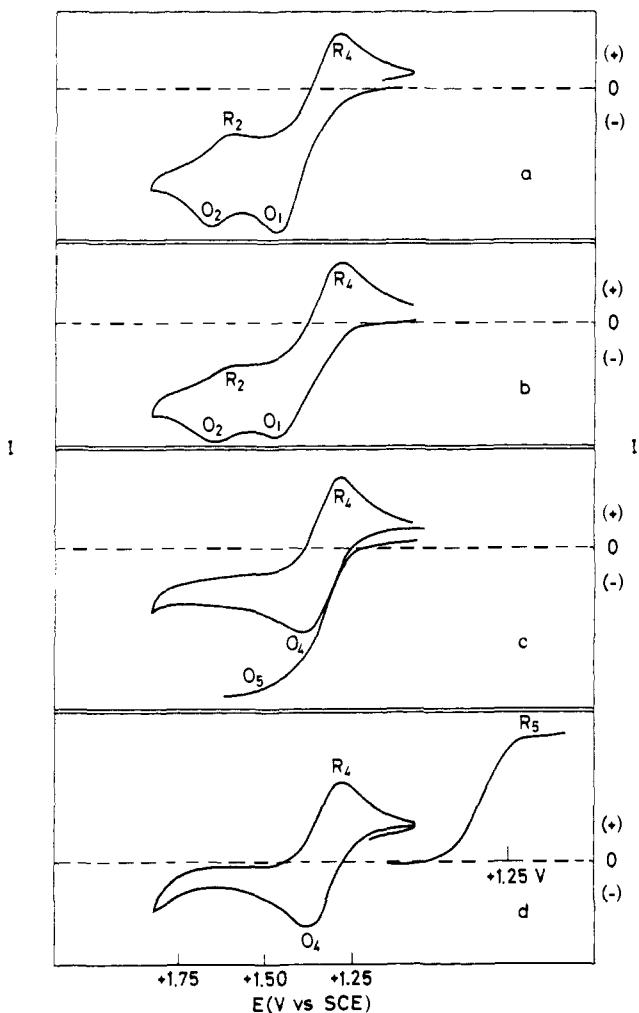 R4
(+)
0
R2
(-)
a
O2
O1
R4
(+)
0
R2
(-)
b
O2
O1
I
I
R4
(+)
0
(-)
O4
c
O5
R5
R4
(+)
0
+1.25 V
(-)
d
O4
+1.75 +1.50 +1.25
E(V vs SCE)